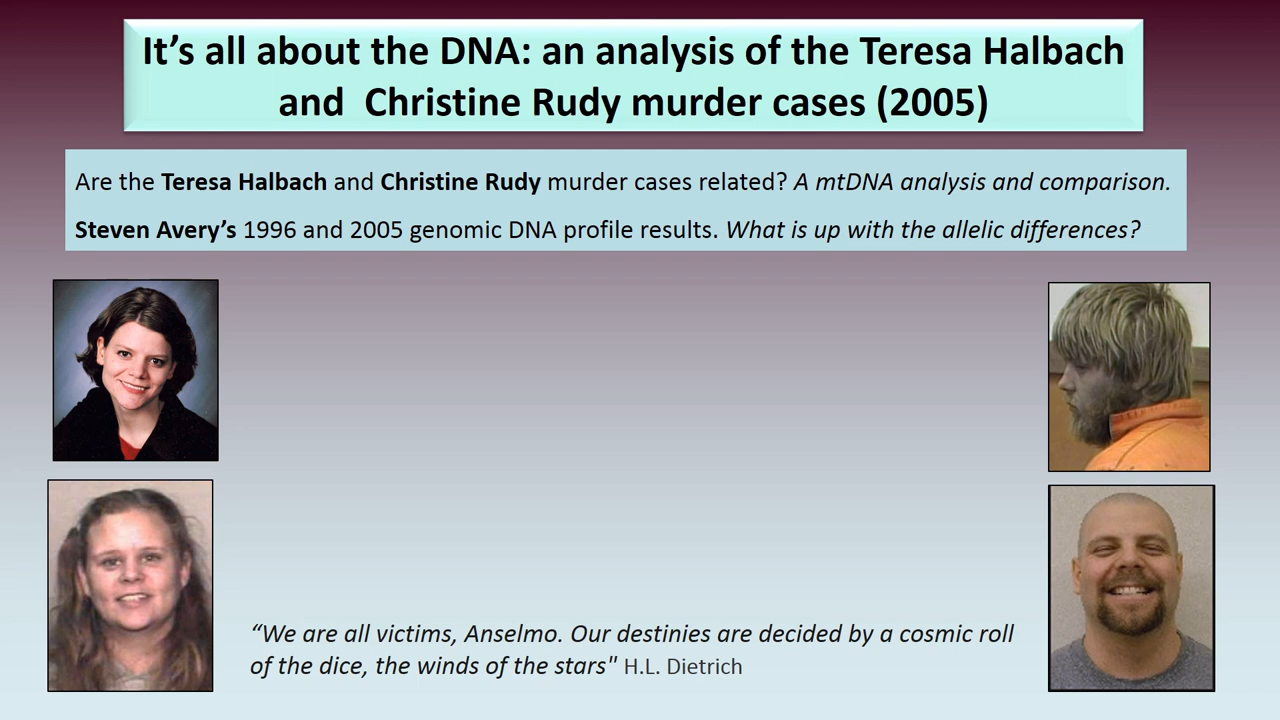 It’s all about the DNA: an analysis of the Teresa Halbach
and  Christine Rudy murder cases (2005)
Are the Teresa Halbach and Christine Rudy murder cases related? A mtDNA analysis and comparison.
Steven Avery’s 1996 and 2005 genomic DNA profile results. What is up with the allelic differences?
“We are all victims, Anselmo. Our destinies are decided by a cosmic roll
of the dice, the winds of the stars" H.L. Dietrich